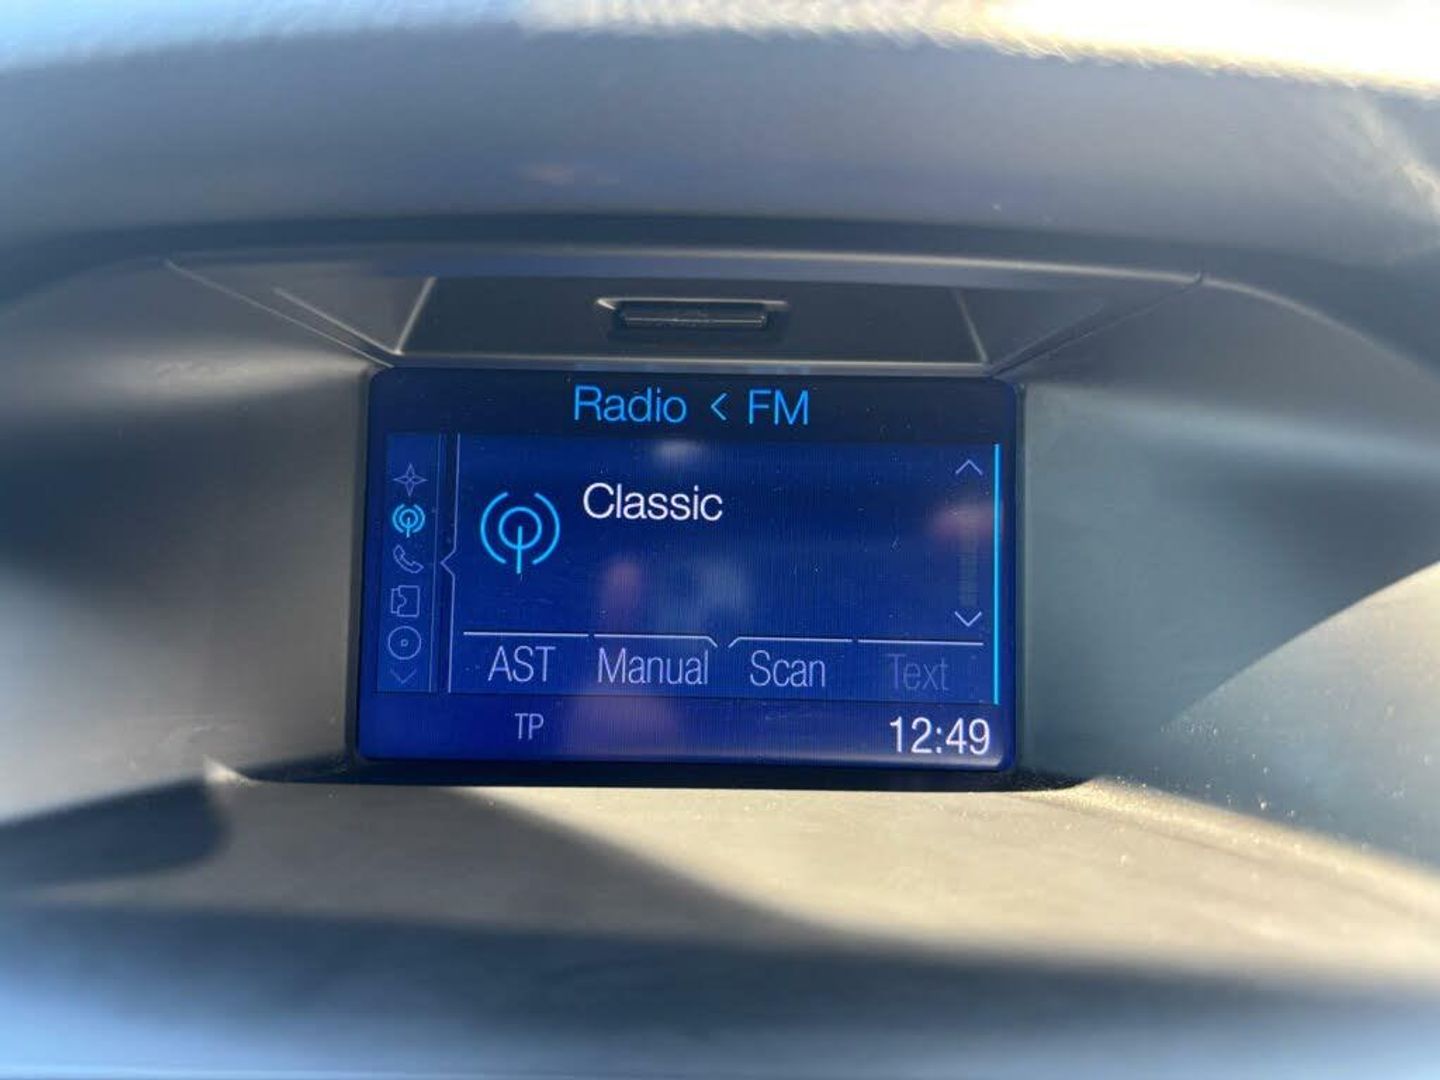 Radio < FM
Classic
AST Manual Scan Text
TP 12:49